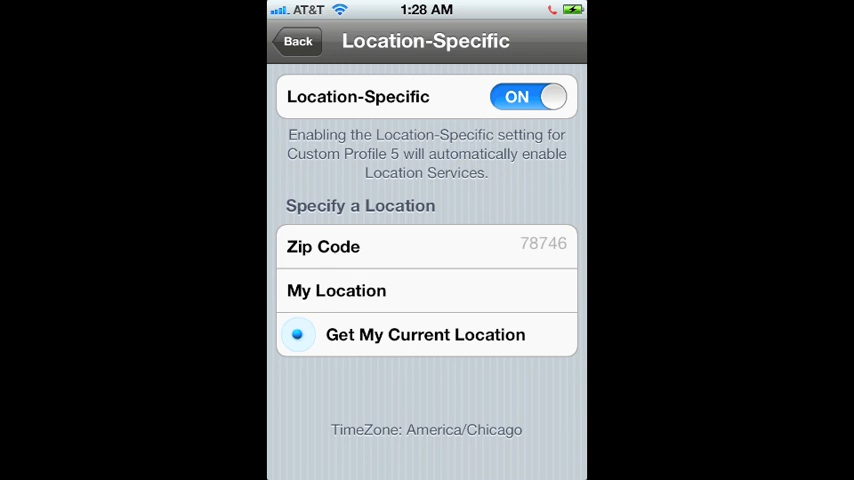 AT&T 1:28 AM
Back Location-Specific
Location-Specific ON
Enabling the Location-Specific setting for
Custom Profile 5 will automatically enable
Location Services.
Specify a Location
Zip Code 78746
My Location
Get My Current Location
TimeZone: America/Chicago